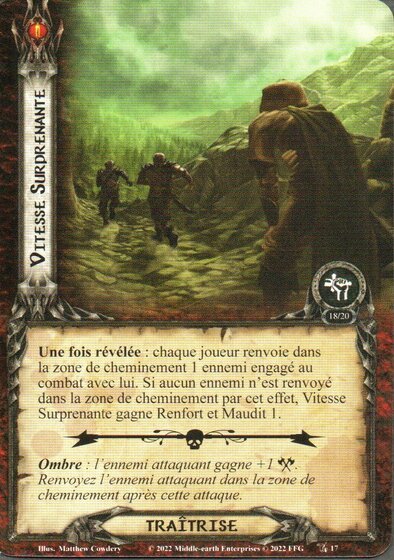 VITESSE SURPRENANTE
18/20
Une fois révélée : chaque joueur renvoie dans
la zone de cheminement 1 ennemi engagé au
combat avec lui. Si aucun ennemi n'est renvoyé
dans la zone de cheminement par cet effet, Vitesse
Surprenante gagne Renfort et Maudit 1.
Ombre : l'ennemi attaquant gagne +1
Renvoyez l'ennemi attaquant dans la zone de
cheminement après cette attaque.
TRAÎTRISE
Illus. Matthew Cowdery © 2022 Middle-earth Enterprises © 2022 FFG 17